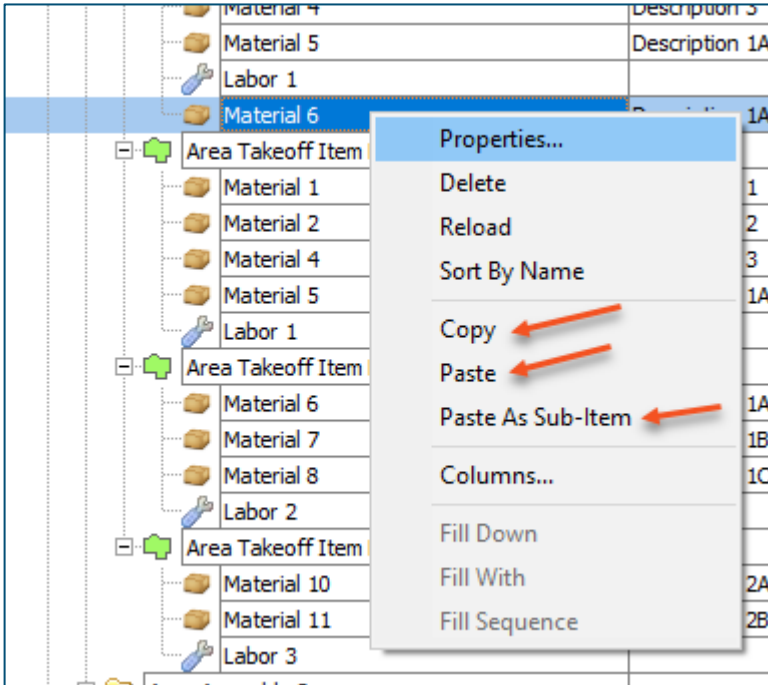 Material 4 Description 3
Material 5 Description 1A
Labor 1
Material 6 1A
Properties...
Area Takeoff Item
Delete
Material 1 1
Material 2 2
Reload
Material 4 3
Sort By Name
Material 5 1A
Labor 1
Copy
Area Takeoff Item
Paste
Material 6 1A
Paste As Sub-Item
Material 7 1B
Material 8 1C
Columns...
Labor 2
Fill Down
Area Takeoff Item
Material 10 2A
Fill With
Material 11 2B
Fill Sequence
Labor 3